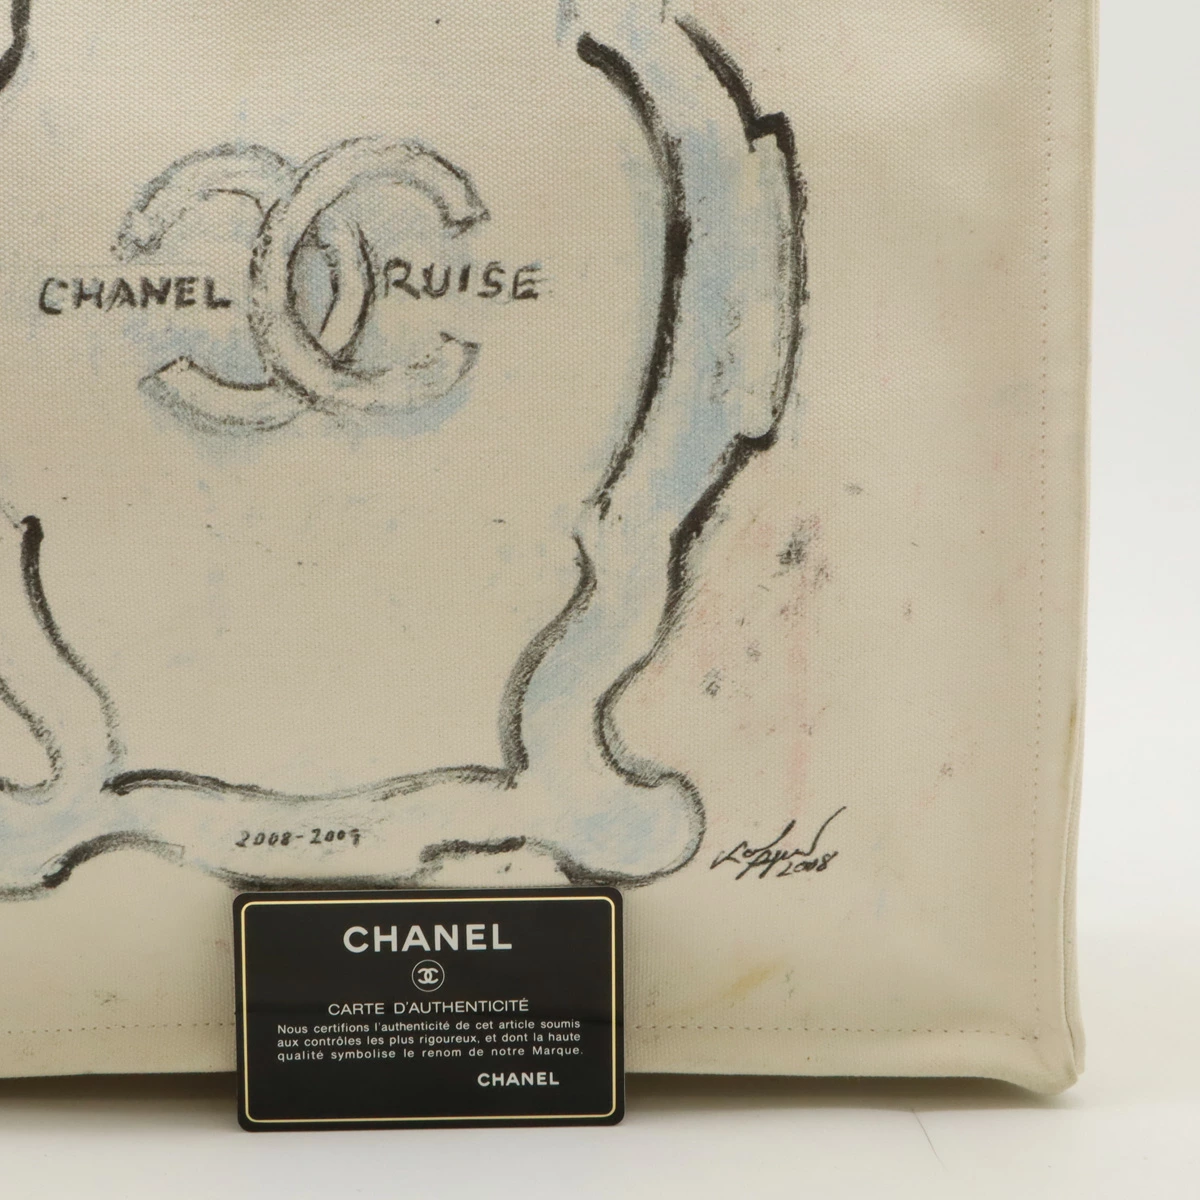 CHANEL CRUISE
2008-2009
2008
CHANEL
CARTE D'AUTHENTICITÉ
Nous certifions l'authenticité de cet article soumis
aux contrôles les plus rigoureux, et dont la haute
qualité symbolise le renom de notre Marque.
CHANEL